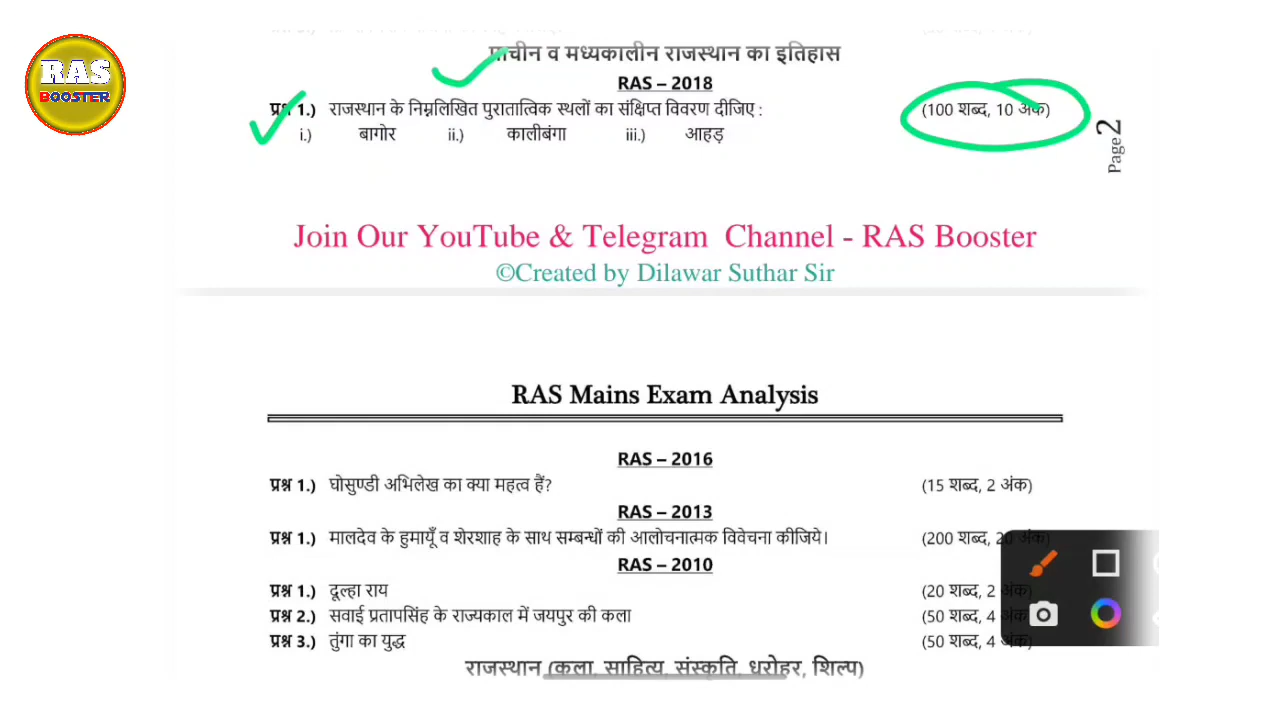 RAS
BOOSTER
प्राचीन व मध्यकालीन राजस्थान का इतिहास
RAS – 2018
प्रश्न 1.) राजस्थान के निम्नलिखित पुरातात्विक स्थलों का संक्षिप्त विवरण दीजिए : (100 शब्द, 10 अंक)
i.) बागोर ii.) कालीबंगा iii.) आहड़
Page2
Join Our YouTube & Telegram Channel - RAS Booster
©Created by Dilawar Suthar Sir
RAS Mains Exam Analysis
RAS – 2016
प्रश्न 1.) घोसुण्डी अभिलेख का क्या महत्व हैं? (15 शब्द, 2 अंक)
RAS – 2013
प्रश्न 1.) मालदेव के हुमायूँ व शेरशाह के साथ सम्बन्धों की आलोचनात्मक विवेचना कीजिये। (200 शब्द, 20 अंक)
RAS – 2010
प्रश्न 1.) दूल्हा राय (20 शब्द, 2 अंक)
प्रश्न 2.) सवाई प्रतापसिंह के राज्यकाल में जयपुर की कला (50 शब्द, 4 अंक)
प्रश्न 3.) तुंगा का युद्ध (50 शब्द, 4 अंक)
राजस्थान (कला, साहित्य, संस्कृति, धरोहर, शिल्प)